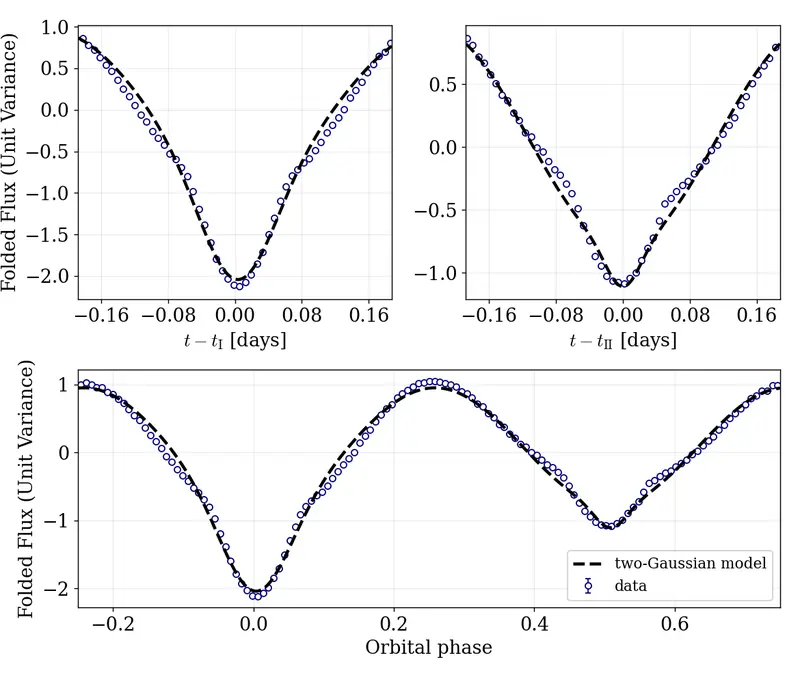 Folded Flux (Unit Variance)
1.0
0.5
0.0
−0.5
−1.0
−1.5
−2.0
−0.16 −0.08 0.00 0.08 0.16
t − tI [days]
0.5
0.0
−0.5
−1.0
−0.16 −0.08 0.00 0.08 0.16
t − tII [days]
Folded Flux (Unit Variance)
1
0
−1
−2
−0.2 0.0 0.2 0.4 0.6
Orbital phase
two-Gaussian model
data